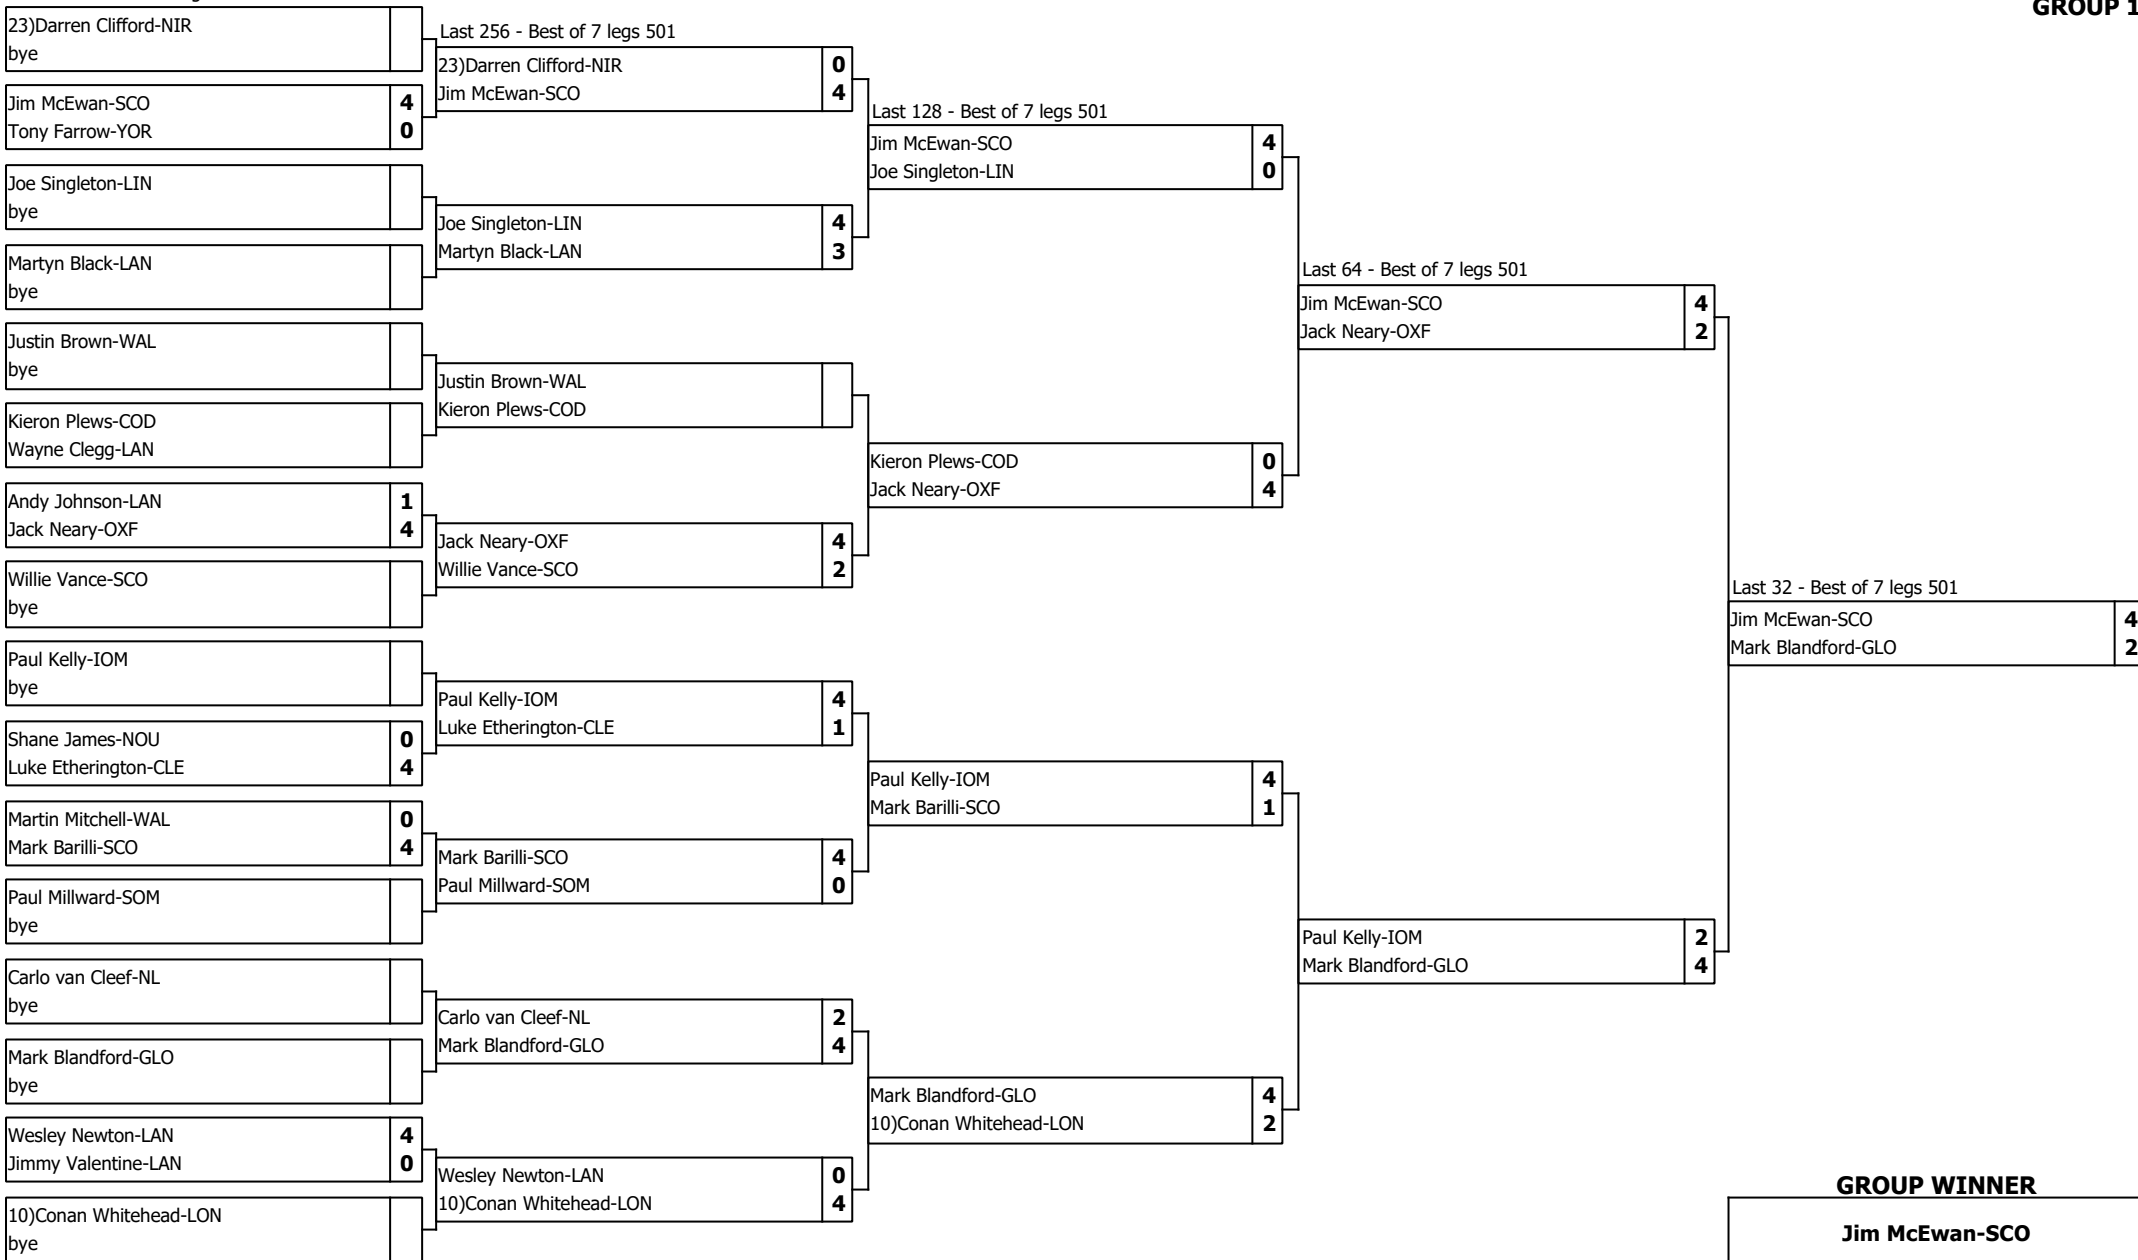 GROUP 1
23)Darren Clifford-NIR
bye
Jim McEwan-SCO 4
Tony Farrow-YOR 0
Joe Singleton-LIN
bye
Martyn Black-LAN
bye
Justin Brown-WAL
bye
Kieron Plews-COD
Wayne Clegg-LAN
Andy Johnson-LAN 1
Jack Neary-OXF 4
Willie Vance-SCO
bye
Paul Kelly-IOM
bye
Shane James-NOU 0
Luke Etherington-CLE 4
Martin Mitchell-WAL 0
Mark Barilli-SCO 4
Paul Millward-SOM
bye
Carlo van Cleef-NL
bye
Mark Blandford-GLO
bye
Wesley Newton-LAN 4
Jimmy Valentine-LAN 0
10)Conan Whitehead-LON
bye
Last 256 - Best of 7 legs 501
23)Darren Clifford-NIR 0
Jim McEwan-SCO 4
Joe Singleton-LIN 4
Martyn Black-LAN 3
Justin Brown-WAL
Kieron Plews-COD
Jack Neary-OXF 4
Willie Vance-SCO 2
Paul Kelly-IOM 4
Luke Etherington-CLE 1
Mark Barilli-SCO 4
Paul Millward-SOM 0
Carlo van Cleef-NL 2
Mark Blandford-GLO 4
Wesley Newton-LAN 0
10)Conan Whitehead-LON 4
Last 128 - Best of 7 legs 501
Jim McEwan-SCO 4
Joe Singleton-LIN 0
Kieron Plews-COD 0
Jack Neary-OXF 4
Paul Kelly-IOM 4
Mark Barilli-SCO 1
Mark Blandford-GLO 4
10)Conan Whitehead-LON 2
Last 64 - Best of 7 legs 501
Jim McEwan-SCO 4
Jack Neary-OXF 2
Paul Kelly-IOM 2
Mark Blandford-GLO 4
Last 32 - Best of 7 legs 501
Jim McEwan-SCO 4
Mark Blandford-GLO 2
GROUP WINNER
Jim McEwan-SCO